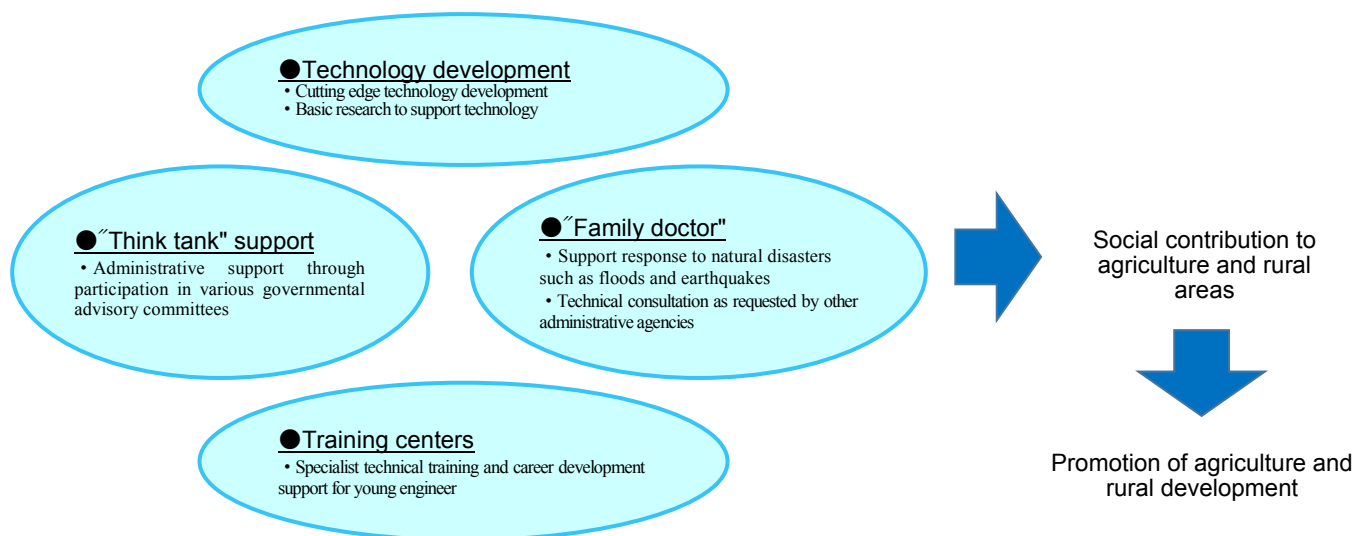 ●Technology development
・Cutting edge technology development
・Basic research to support technology
●˝Think tank" support
・Administrative support through
participation in various governmental
advisory committees
●˝Family doctor"
・Support response to natural disasters
such as floods and earthquakes
・Technical consultation as requested by other
administrative agencies
●Training centers
・Specialist technical training and career development
support for young engineer
Social contribution to
agriculture and rural
areas
Promotion of agriculture and
rural development